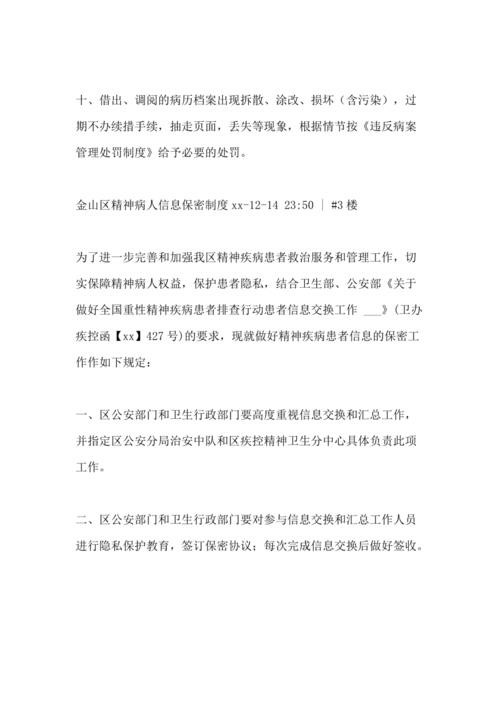 十、借出、调阅的病历档案出现拆散、涂改、损坏（含污染），过
期不办续措手续，抽走页面，丢失等现象，根据情节按《违反病案
管理处罚制度》给予必要的处罚。
金山区精神病人信息保密制度 xx-12-14 23:50 | #3 楼
为了进一步完善和加强我区精神疾病患者救治服务和管理工作，切
实保障精神病人权益，保护患者隐私，结合卫生部、公安部《关于
做好全国重性精神疾病患者排查行动患者信息交换工作 ___》(卫办
疾控函【xx】427 号)的要求，现就做好精神疾病患者信息的保密工
作作如下规定：
一、区公安部门和卫生行政部门要高度重视信息交换和汇总工作，
并指定区公安分局治安中队和区疾控精神卫生分中心具体负责此项
工作。
二、区公安部门和卫生行政部门要对参与信息交换和汇总工作人员
进行隐私保护教育，签订保密协议；每次完成信息交换后做好签收。